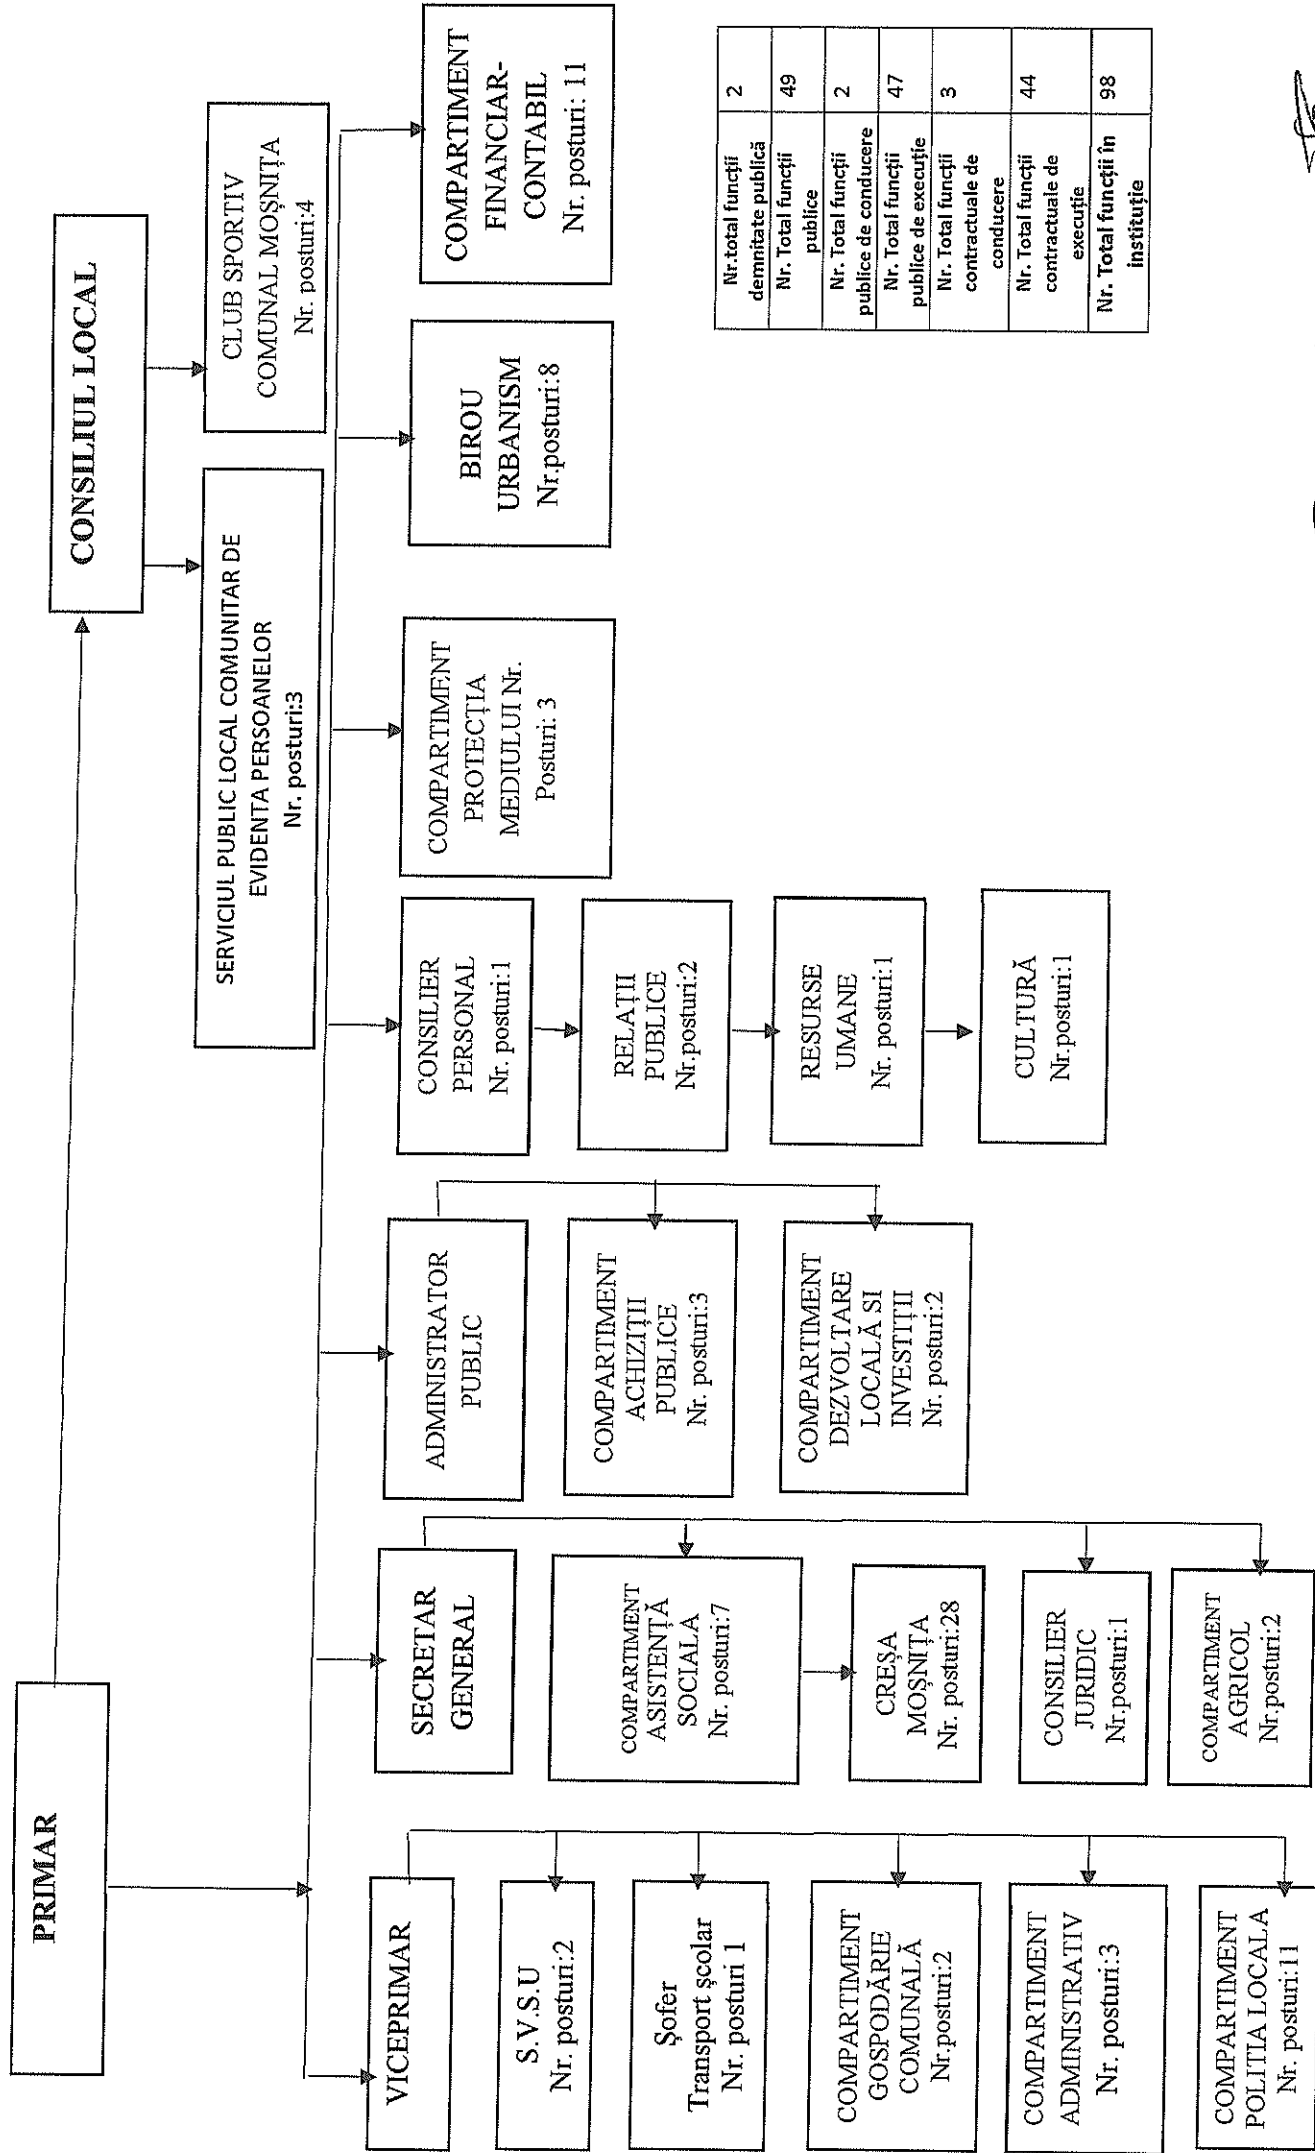 PRIMAR
CONSILIUL LOCAL
SERVICIUL PUBLIC LOCAL COMUNITAR DE
EVIDENTA PERSOANELOR
Nr. posturi:3
CLUB SPORTIV
COMUNAL MOȘNIȚA
Nr. posturi:4
VICEPRIMAR
S.V.S.U
Nr. posturi:2
Șofer
Transport școlar
Nr. posturi 1
COMPARTIMENT
GOSPODĂRIE
COMUNALĂ
Nr.posturi:2
COMPARTIMENT
ADMINISTRATIV
Nr. posturi:3
COMPARTIMENT
POLITIA LOCALA
Nr. posturi:11
SECRETAR
GENERAL
COMPARTIMENT
ASISTENȚĂ
SOCIALA
Nr. posturi:7
CREȘA
MOȘNIȚA
Nr. posturi:28
CONSILIER
JURIDIC
Nr.posturi:1
COMPARTIMENT
AGRICOL
Nr.posturi:2
ADMINISTRATOR
PUBLIC
COMPARTIMENT
ACHIZIȚII
PUBLICE
Nr. posturi:3
COMPARTIMENT
DEZVOLTARE
LOCALĂ SI
INVESTIȚII
Nr. posturi:2
CONSILIER
PERSONAL
Nr. posturi:1
RELAȚII
PUBLICE
Nr.posturi:2
RESURSE
UMANE
Nr. posturi:1
CULTURĂ
Nr.posturi:1
COMPARTIMENT
PROTECȚIA
MEDIULUI Nr.
Posturi: 3
BIROU
URBANISM
Nr.posturi:8
COMPARTIMENT
FINANCIAR-
CONTABIL
Nr. posturi: 11
Nr.total funcții
demnitate publică 2
Nr. Total funcții
publice 49
Nr. Total funcții
publice de conducere 2
Nr. Total funcții
publice de execuție 47
Nr. Total funcții
contractuale de
conducere 3
Nr. Total funcții
contractuale de
execuție 44
Nr. Total funcții în
instituție 98